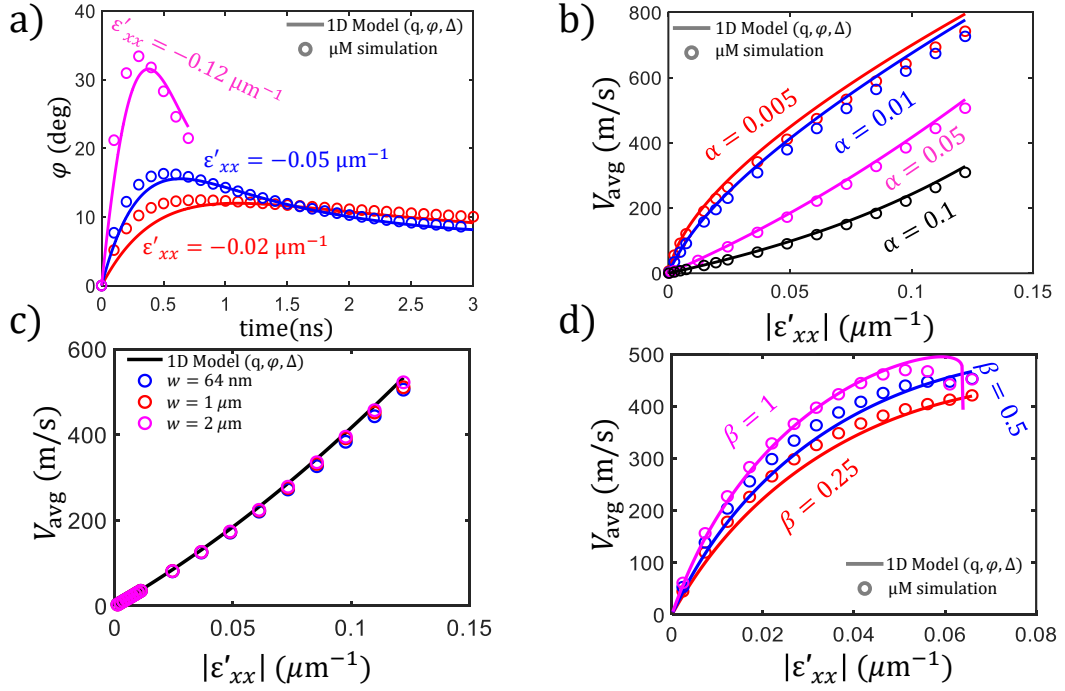 a)
1D Model (q, φ, Δ)
μM simulation
ε′xx = −0.12 μm⁻¹
ε′xx = −0.05 μm⁻¹
ε′xx = −0.02 μm⁻¹
φ (deg)
40
30
20
10
0
0 0.5 1 1.5 2 2.5 3
time(ns)
b)
1D Model (q, φ, Δ)
μM simulation
α = 0.005
α = 0.01
α = 0.05
α = 0.1
Vavg (m/s)
800
600
400
200
0
0 0.05 0.1 0.15
|ε′xx| (μm⁻¹)
c)
1D Model (q, φ, Δ)
w = 64 nm
w = 1 μm
w = 2 μm
Vavg (m/s)
600
400
200
0
0 0.05 0.1 0.15
|ε′xx| (μm⁻¹)
d)
β = 1
β = 0.5
β = 0.25
1D Model (q, φ, Δ)
μM simulation
Vavg (m/s)
500
400
300
200
100
0
0 0.02 0.04 0.06 0.08
|ε′xx| (μm⁻¹)